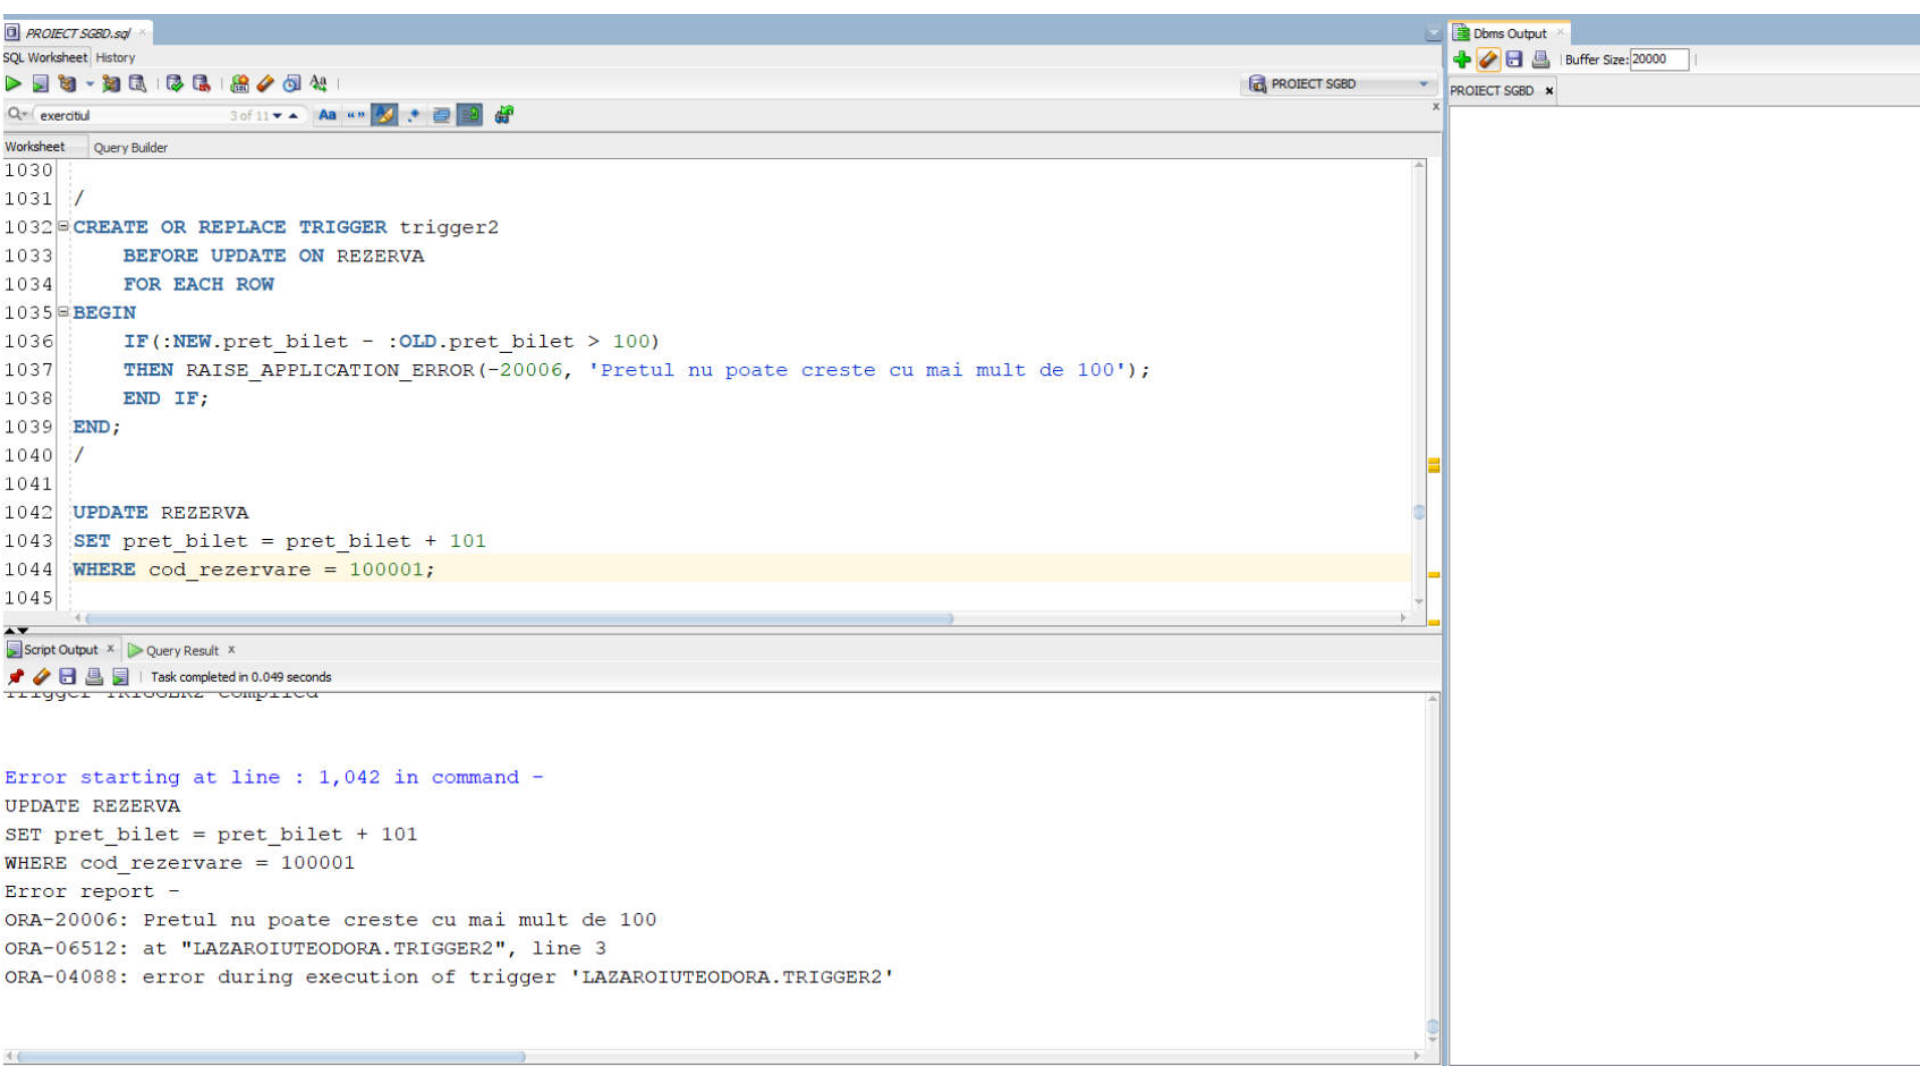 PROIECT SGBD.sql
SQL Worksheet History
PROIECT SGBD
exercitiul 3 of 11 Aa “”
Worksheet Query Builder
1030
1031 /
1032 CREATE OR REPLACE TRIGGER trigger2
1033 BEFORE UPDATE ON REZERVA
1034 FOR EACH ROW
1035 BEGIN
1036 IF(:NEW.pret_bilet - :OLD.pret_bilet > 100)
1037 THEN RAISE_APPLICATION_ERROR(-20006, 'Pretul nu poate creste cu mai mult de 100');
1038 END IF;
1039 END;
1040 /
1041
1042 UPDATE REZERVA
1043 SET pret_bilet = pret_bilet + 101
1044 WHERE cod_rezervare = 100001;
1045
Script Output x Query Result x
Task completed in 0.049 seconds
Trigger TRIGGER2 compiled
Error starting at line : 1,042 in command -
UPDATE REZERVA
SET pret_bilet = pret_bilet + 101
WHERE cod_rezervare = 100001
Error report -
ORA-20006: Pretul nu poate creste cu mai mult de 100
ORA-06512: at "LAZAROIUTEODORA.TRIGGER2", line 3
ORA-04088: error during execution of trigger 'LAZAROIUTEODORA.TRIGGER2'
Dbms Output
Buffer Size: 20000
PROIECT SGBD